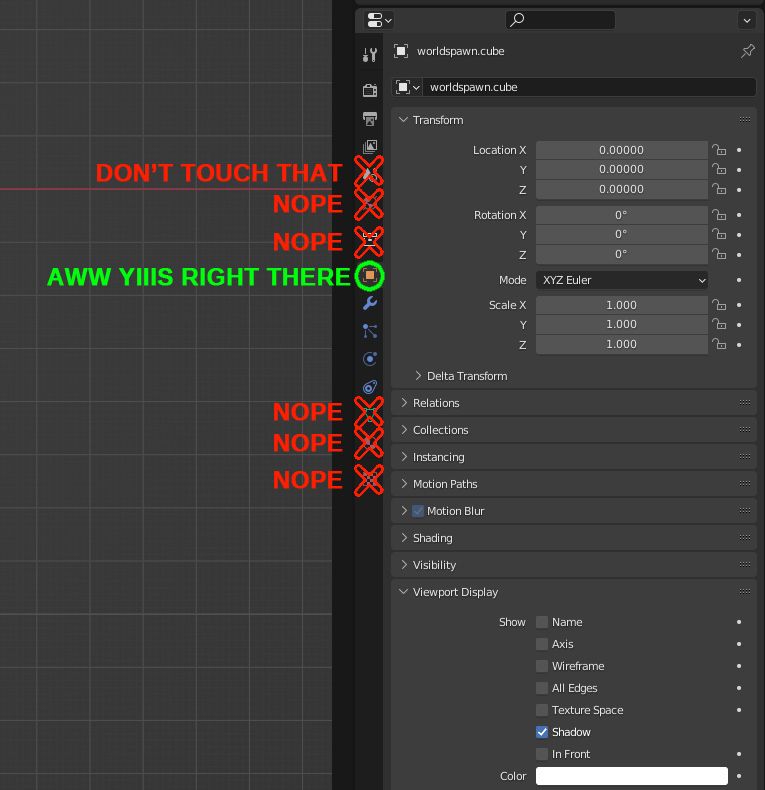 worldspawn.cube
worldspawn.cube
Transform
Location X 0.00000
Y 0.00000
Z 0.00000
Rotation X 0°
Y 0°
Z 0°
Mode XYZ Euler
Scale X 1.000
Y 1.000
Z 1.000
Delta Transform
Relations
Collections
Instancing
Motion Paths
Motion Blur
Shading
Visibility
Viewport Display
Show Name
Axis
Wireframe
All Edges
Texture Space
Shadow
In Front
Color
DON'T TOUCH THAT
NOPE
NOPE
AWW YIIIS RIGHT THERE
NOPE
NOPE
NOPE